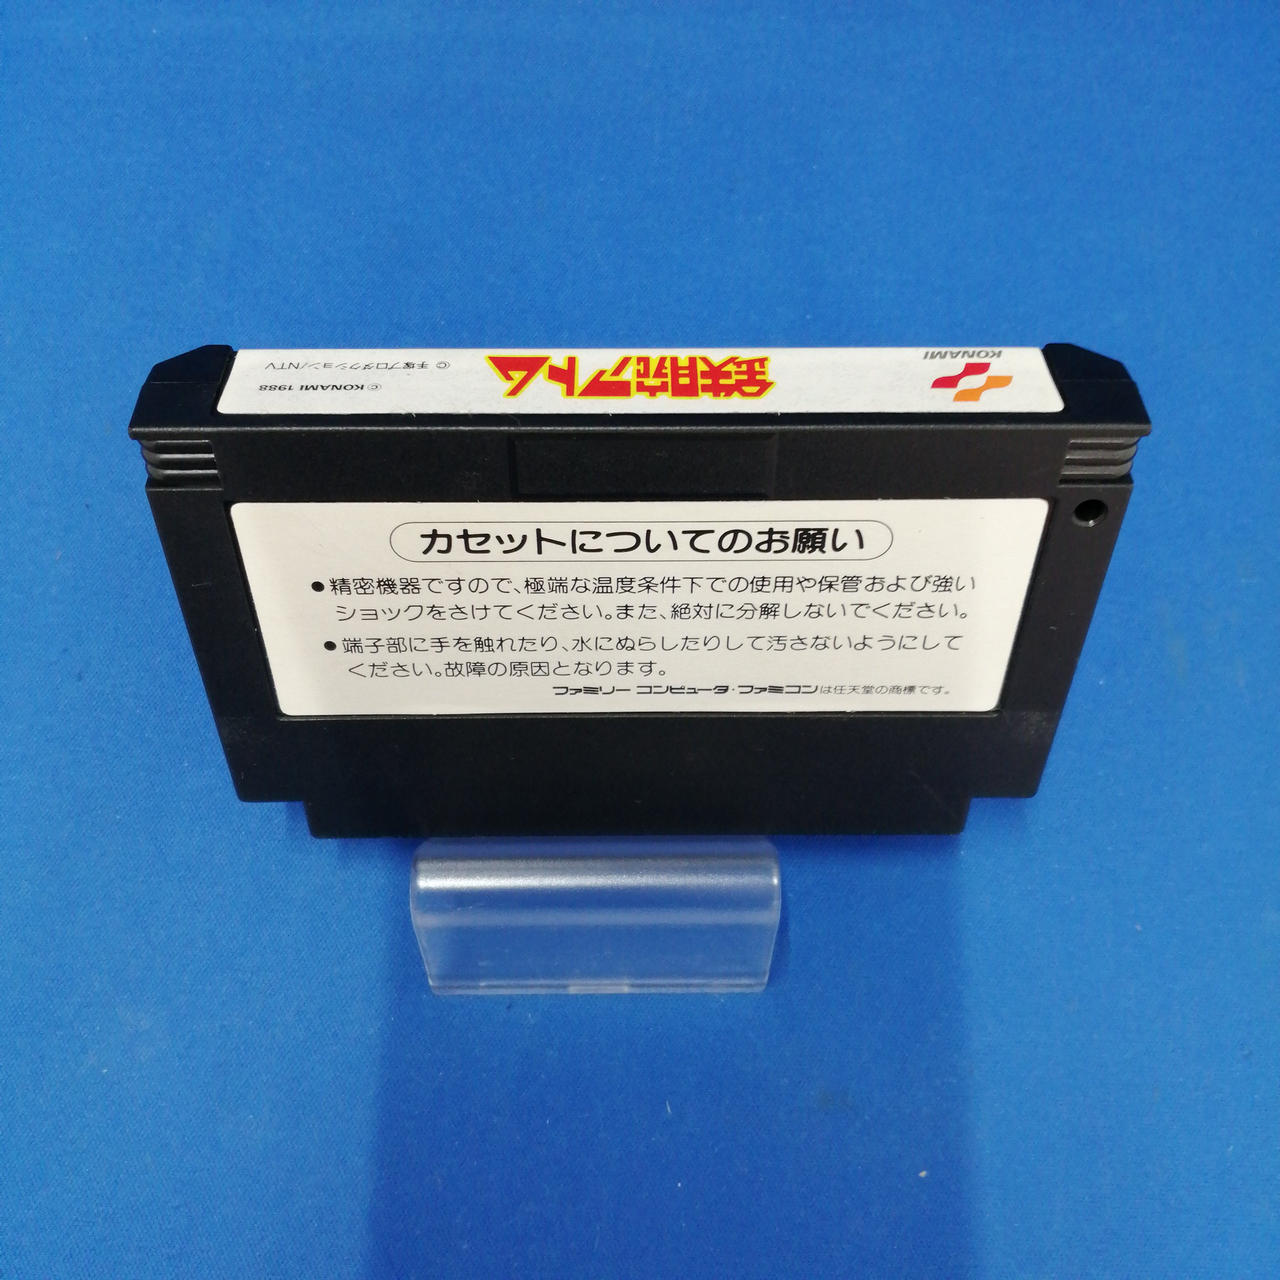 KONAMI
鉄腕アトム
© 手塚プロダクション/NTV
© KONAMI 1988
カセットについてのお願い
●精密機器ですので、極端な温度条件下での使用や保管および強い
ショックをさけてください。また、絶対に分解しないでください。
●端子部に手を触れたり、水にぬらしたりして汚さないようにして
ください。故障の原因となります。
ファミリー コンピュータ・ファミコンは任天堂の商標です。